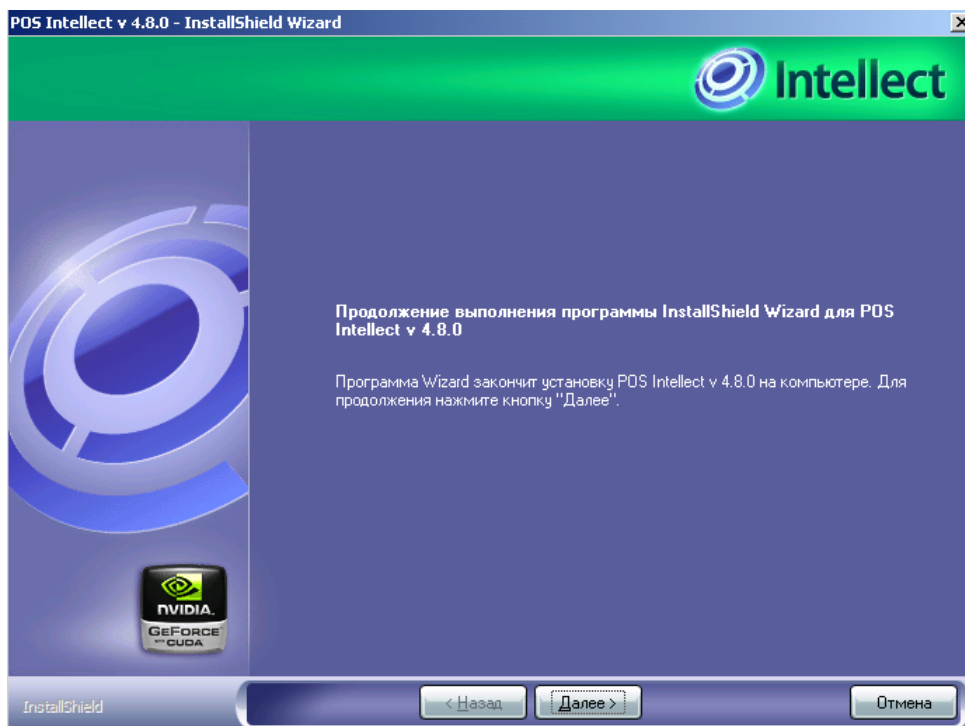 POS Intellect v 4.8.0 - InstallShield Wizard
Intellect
Продолжение выполнения программы InstallShield Wizard для POS
Intellect v 4.8.0
Программа Wizard закончит установку POS Intellect v 4.8.0 на компьютере. Для
продолжения нажмите кнопку "Далее".
NVIDIA.
GEFORCE
WITH CUDA
InstallShield
< Назад
Далее >
Отмена